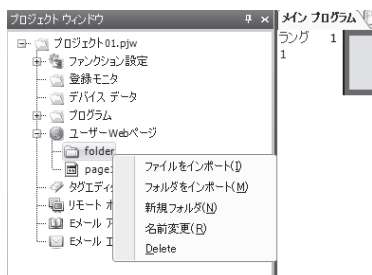 プロジェクト ウィンドウ
メイン プログラム
プロジェクト01.pjw
ラング 1
1
ファンクション設定
登録モニタ
デバイス データ
プログラム
ユーザーWebページ
folder
page
タグエディ
リモート
Eメール ア
Eメール
ファイルをインポート(I)
フォルダをインポート(M)
新規フォルダ(N)
名前変更(R)
Delete